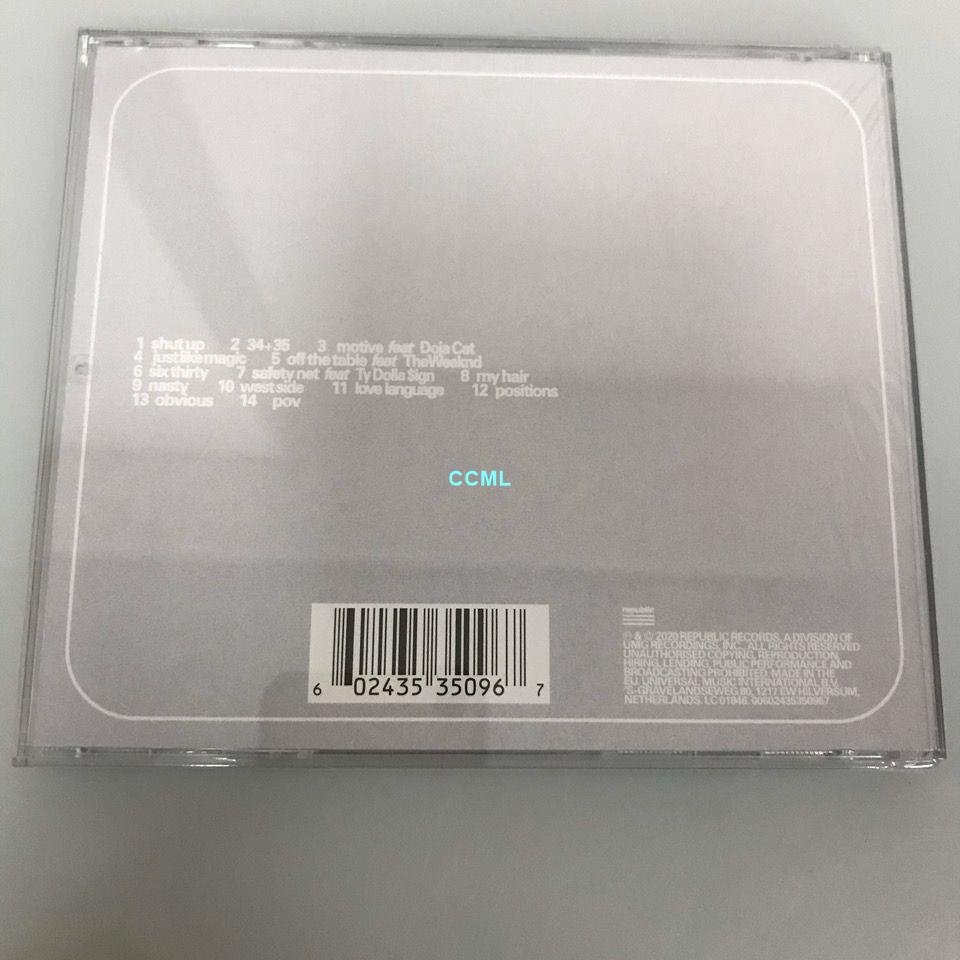 1 shut up 2 34+35 3 motive feat Doja Cat
4 just like magic 5 off the table feat The Weeknd
6 six thirty 7 safety net feat Ty Dolla $ign 8 my hair
9 nasty 10 west side 11 love language 12 positions
13 obvious 14 pov
CCML
6 02435 35096 7
republic
℗ & © 2020 REPUBLIC RECORDS, A DIVISION OF
UMG RECORDINGS, INC., ALL RIGHTS RESERVED
UNAUTHORISED COPYING, REPRODUCTION,
HIRING, LENDING, PUBLIC PERFORMANCE AND
BROADCASTING PROHIBITED. MADE IN THE
EU. UNIVERSAL MUSIC INTERNATIONAL B.V.
'S-GRAVELANDSEWEG 80, 1217 EW HILVERSUM,
NETHERLANDS. LC 01846. 00602435350967